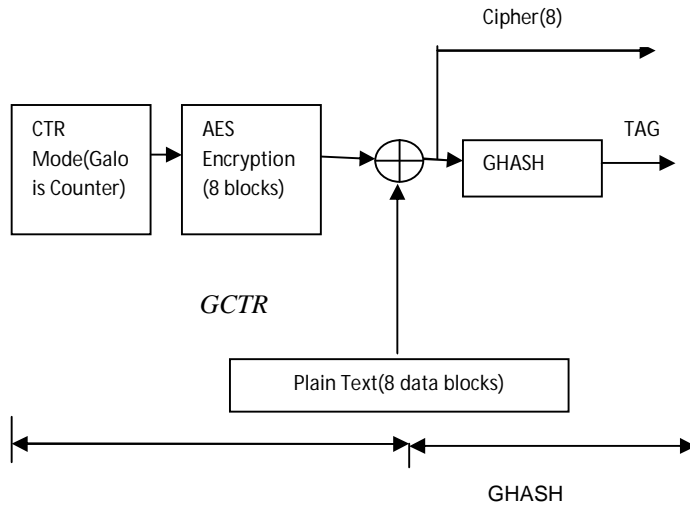 Cipher(8)
CTR
Mode(Galo
is Counter)
AES
Encryption
(8 blocks)
GHASH
TAG
GCTR
Plain Text(8 data blocks)
GHASH